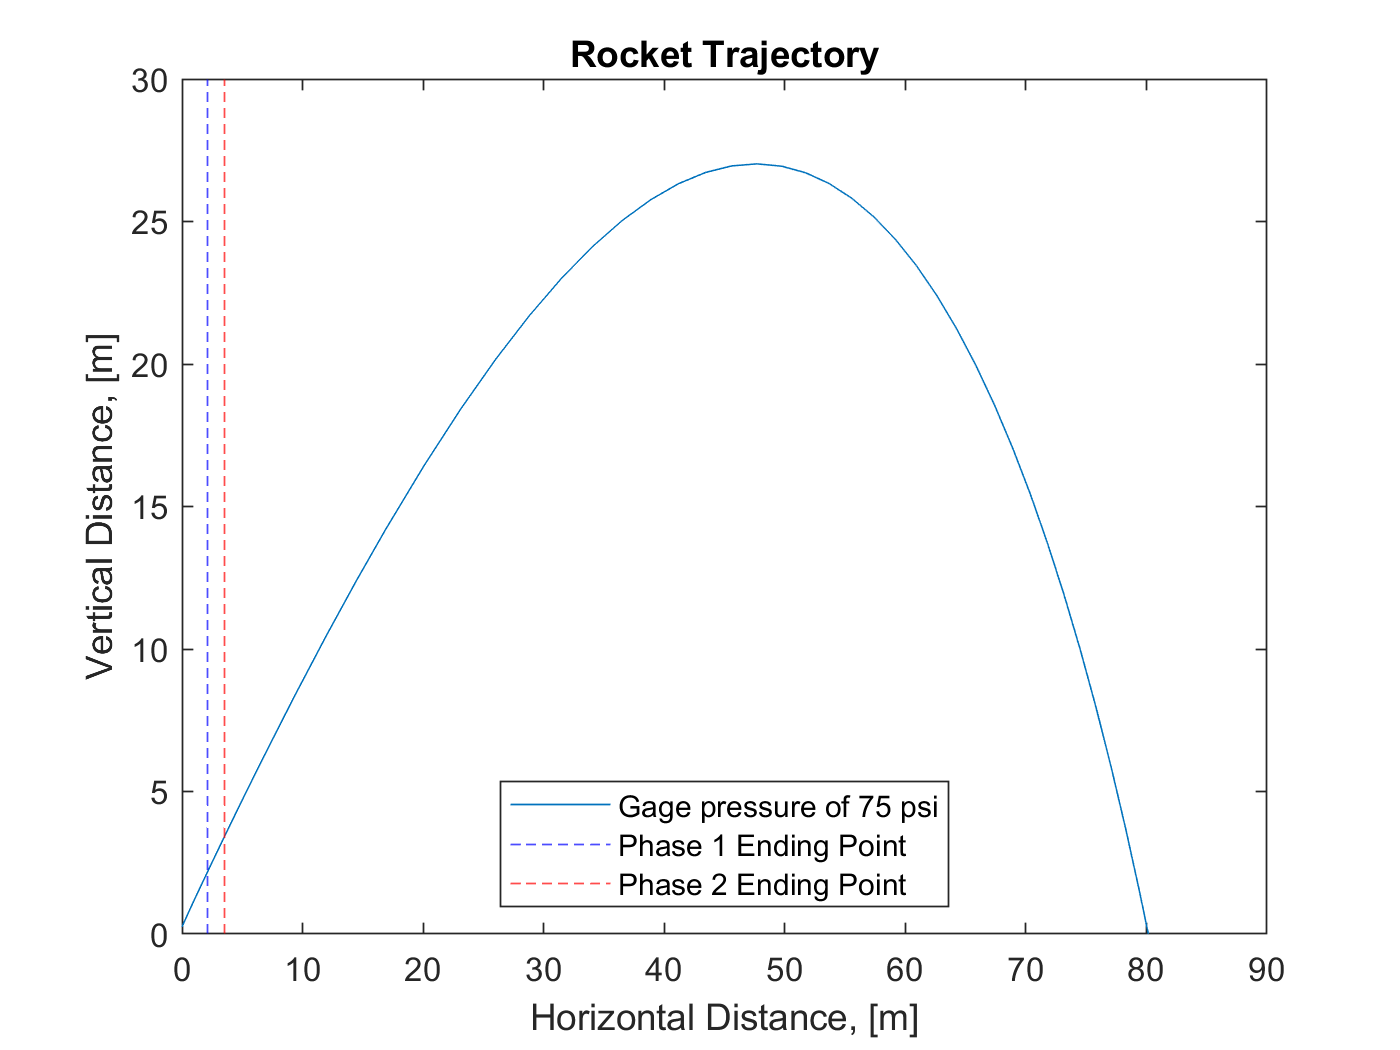 Rocket Trajectory
30
25
20
15
10
5
0
Vertical Distance, [m]
Gage pressure of 75 psi
Phase 1 Ending Point
Phase 2 Ending Point
0 10 20 30 40 50 60 70 80 90
Horizontal Distance, [m]